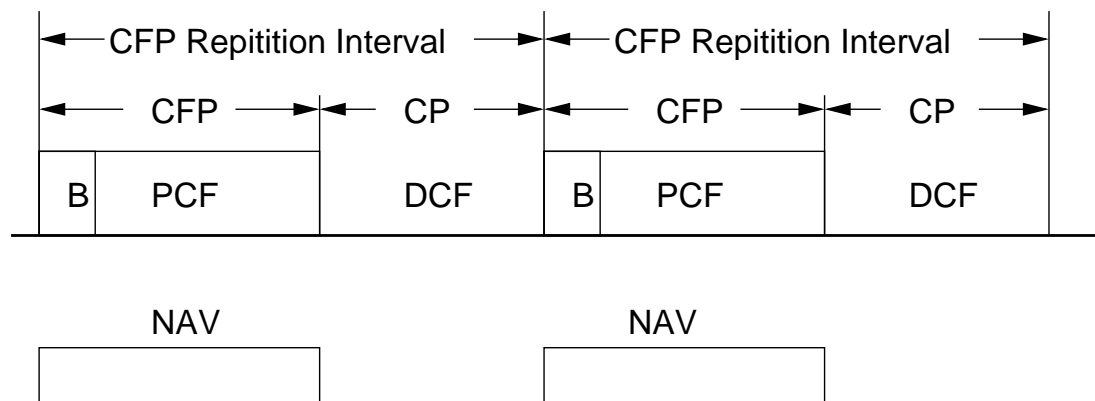 CFP Repitition Interval CFP Repitition Interval
CFP CP CFP CP
B PCF DCF B PCF DCF
NAV NAV